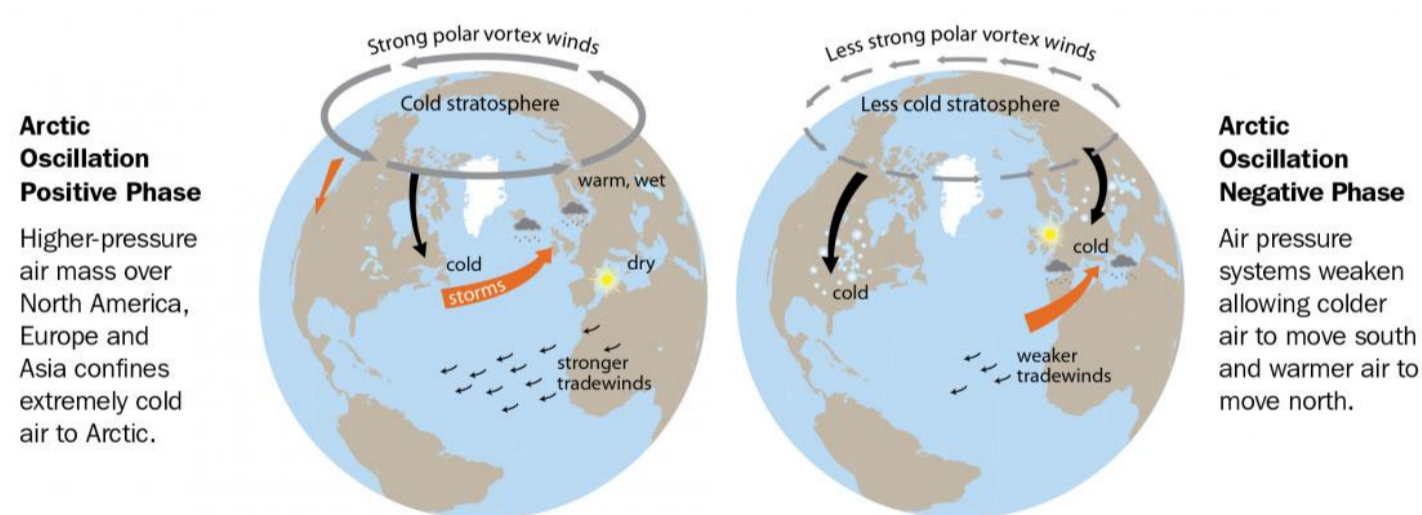 Arctic
Oscillation
Positive Phase
Higher-pressure
air mass over
North America,
Europe and
Asia confines
extremely cold
air to Arctic.
Strong polar vortex winds
Cold stratosphere
warm, wet
cold
dry
storms
stronger
tradewinds
Less strong polar vortex winds
Less cold stratosphere
cold
cold
weaker
tradewinds
Arctic
Oscillation
Negative Phase
Air pressure
systems weaken
allowing colder
air to move south
and warmer air to
move north.